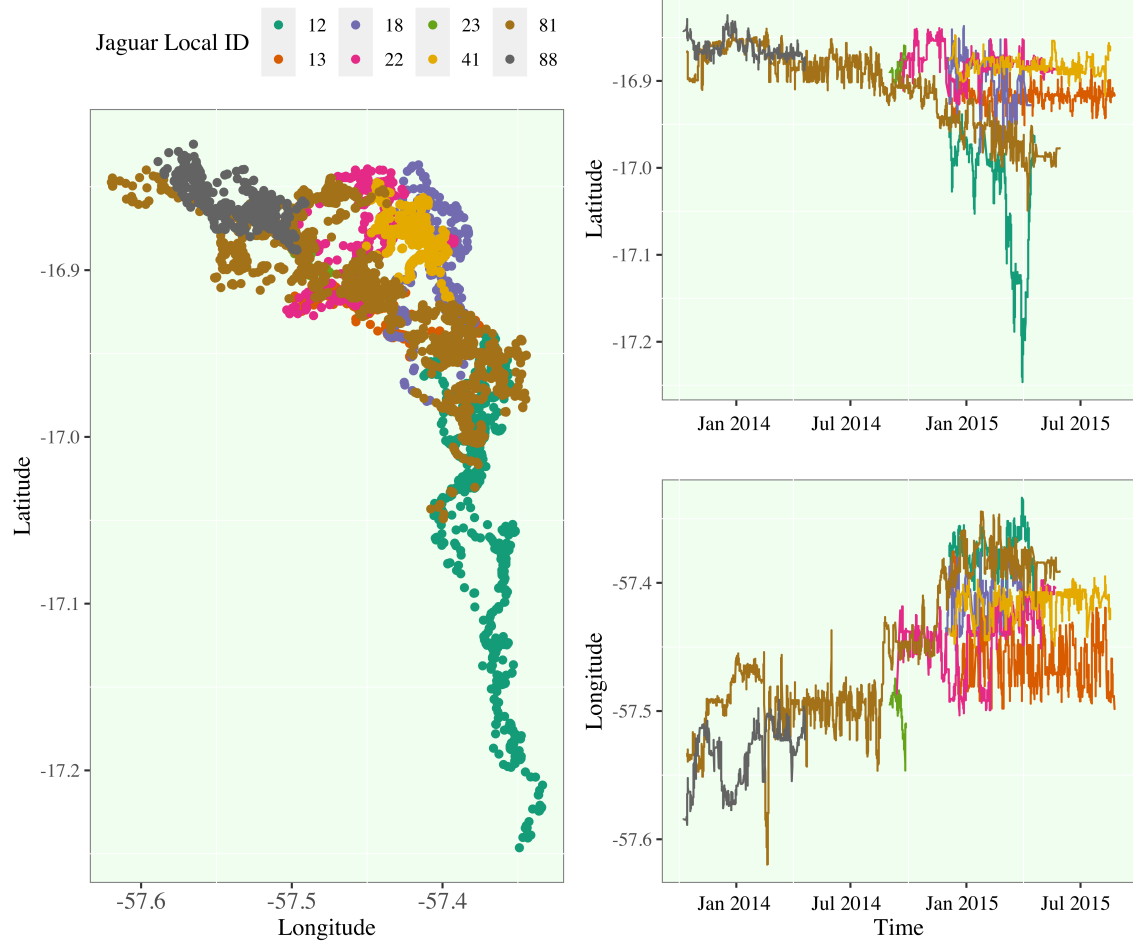 Jaguar Local ID
12 18 23 81
13 22 41 88
Latitude
-16.9
-17.0
-17.1
-17.2
-57.6 -57.5 -57.4
Longitude
Latitude
-16.9
-17.0
-17.1
-17.2
Jan 2014 Jul 2014 Jan 2015 Jul 2015
Longitude
-57.4
-57.5
-57.6
Jan 2014 Jul 2014 Jan 2015 Jul 2015
Time